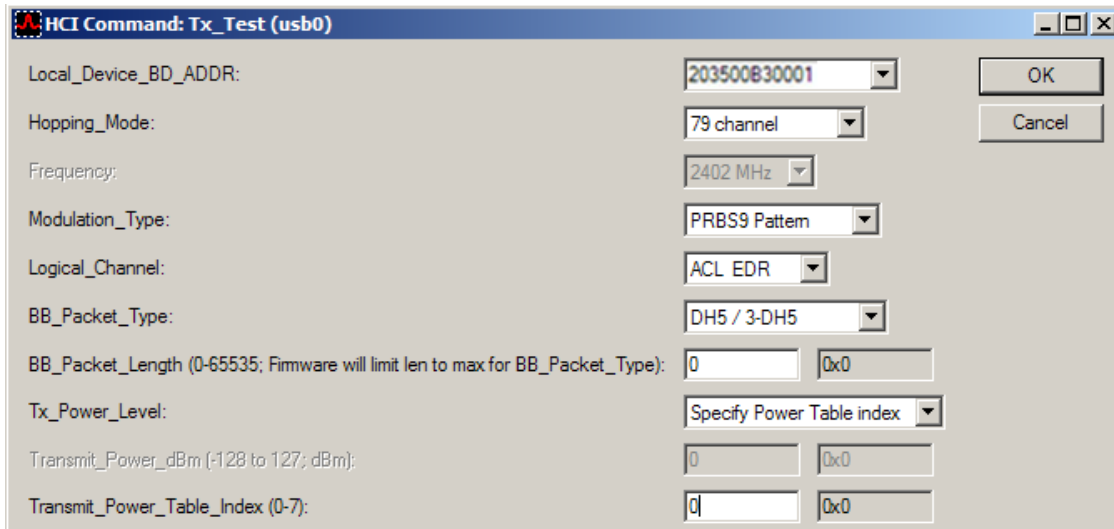 HCI Command: Tx_Test (usb0)
Local_Device_BD_ADDR: 203500B30001 OK
Hopping_Mode: 79 channel Cancel
Frequency: 2402 MHz
Modulation_Type: PRBS9 Pattern
Logical_Channel: ACL EDR
BB_Packet_Type: DH5 / 3-DH5
BB_Packet_Length (0-65535; Firmware will limit len to max for BB_Packet_Type): 0 0x0
Tx_Power_Level: Specify Power Table index
Transmit_Power_dBm (-128 to 127; dBm): 0 0x0
Transmit_Power_Table_Index (0-7): 0 0x0